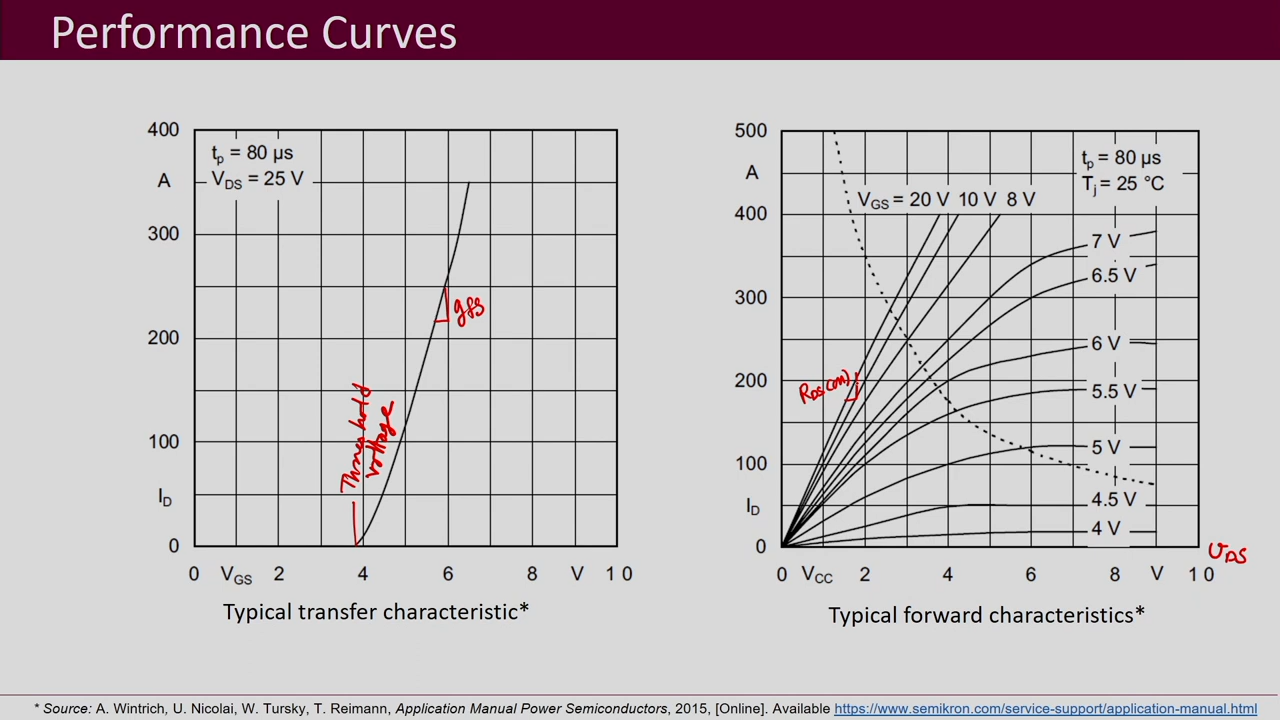 Performance Curves
400
A
300
200
100
I_D
0
t_p = 80 µs
V_DS = 25 V
gfs
Threshold
voltage
0 V_GS 2 4 6 8 V 1 0
Typical transfer characteristic*
500
A
400
300
200
100
I_D
0
t_p = 80 µs
T_j = 25 °C
V_GS = 20 V 10 V 8 V
7 V
6.5 V
6 V
5.5 V
5 V
4.5 V
4 V
R_DS(on)
v_DS
0 V_CC 2 4 6 8 V 1 0
Typical forward characteristics*
* Source: A. Wintrich, U. Nicolai, W. Tursky, T. Reimann, Application Manual Power Semiconductors, 2015, [Online]. Available https://www.semikron.com/service-support/application-manual.html